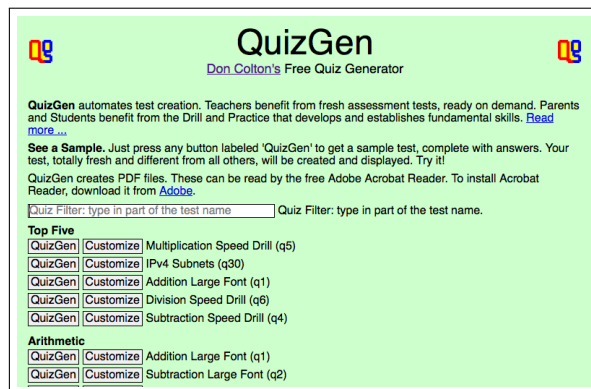 QS
QuizGen
QS
Don Colton's Free Quiz Generator
QuizGen automates test creation. Teachers benefit from fresh assessment tests, ready on demand. Parents
and Students benefit from the Drill and Practice that develops and establishes fundamental skills. Read
more ...
See a Sample. Just press any button labeled 'QuizGen' to get a sample test, complete with answers. Your
test, totally fresh and different from all others, will be created and displayed. Try it!
QuizGen creates PDF files. These can be read by the free Adobe Acrobat Reader. To install Acrobat
Reader, download it from Adobe.
Quiz Filter: type in part of the test name Quiz Filter: type in part of the test name.
Top Five
QuizGen Customize Multiplication Speed Drill (q5)
QuizGen Customize IPv4 Subnets (q30)
QuizGen Customize Addition Large Font (q1)
QuizGen Customize Division Speed Drill (q6)
QuizGen Customize Subtraction Speed Drill (q4)
Arithmetic
QuizGen Customize Addition Large Font (q1)
QuizGen Customize Subtraction Large Font (q2)